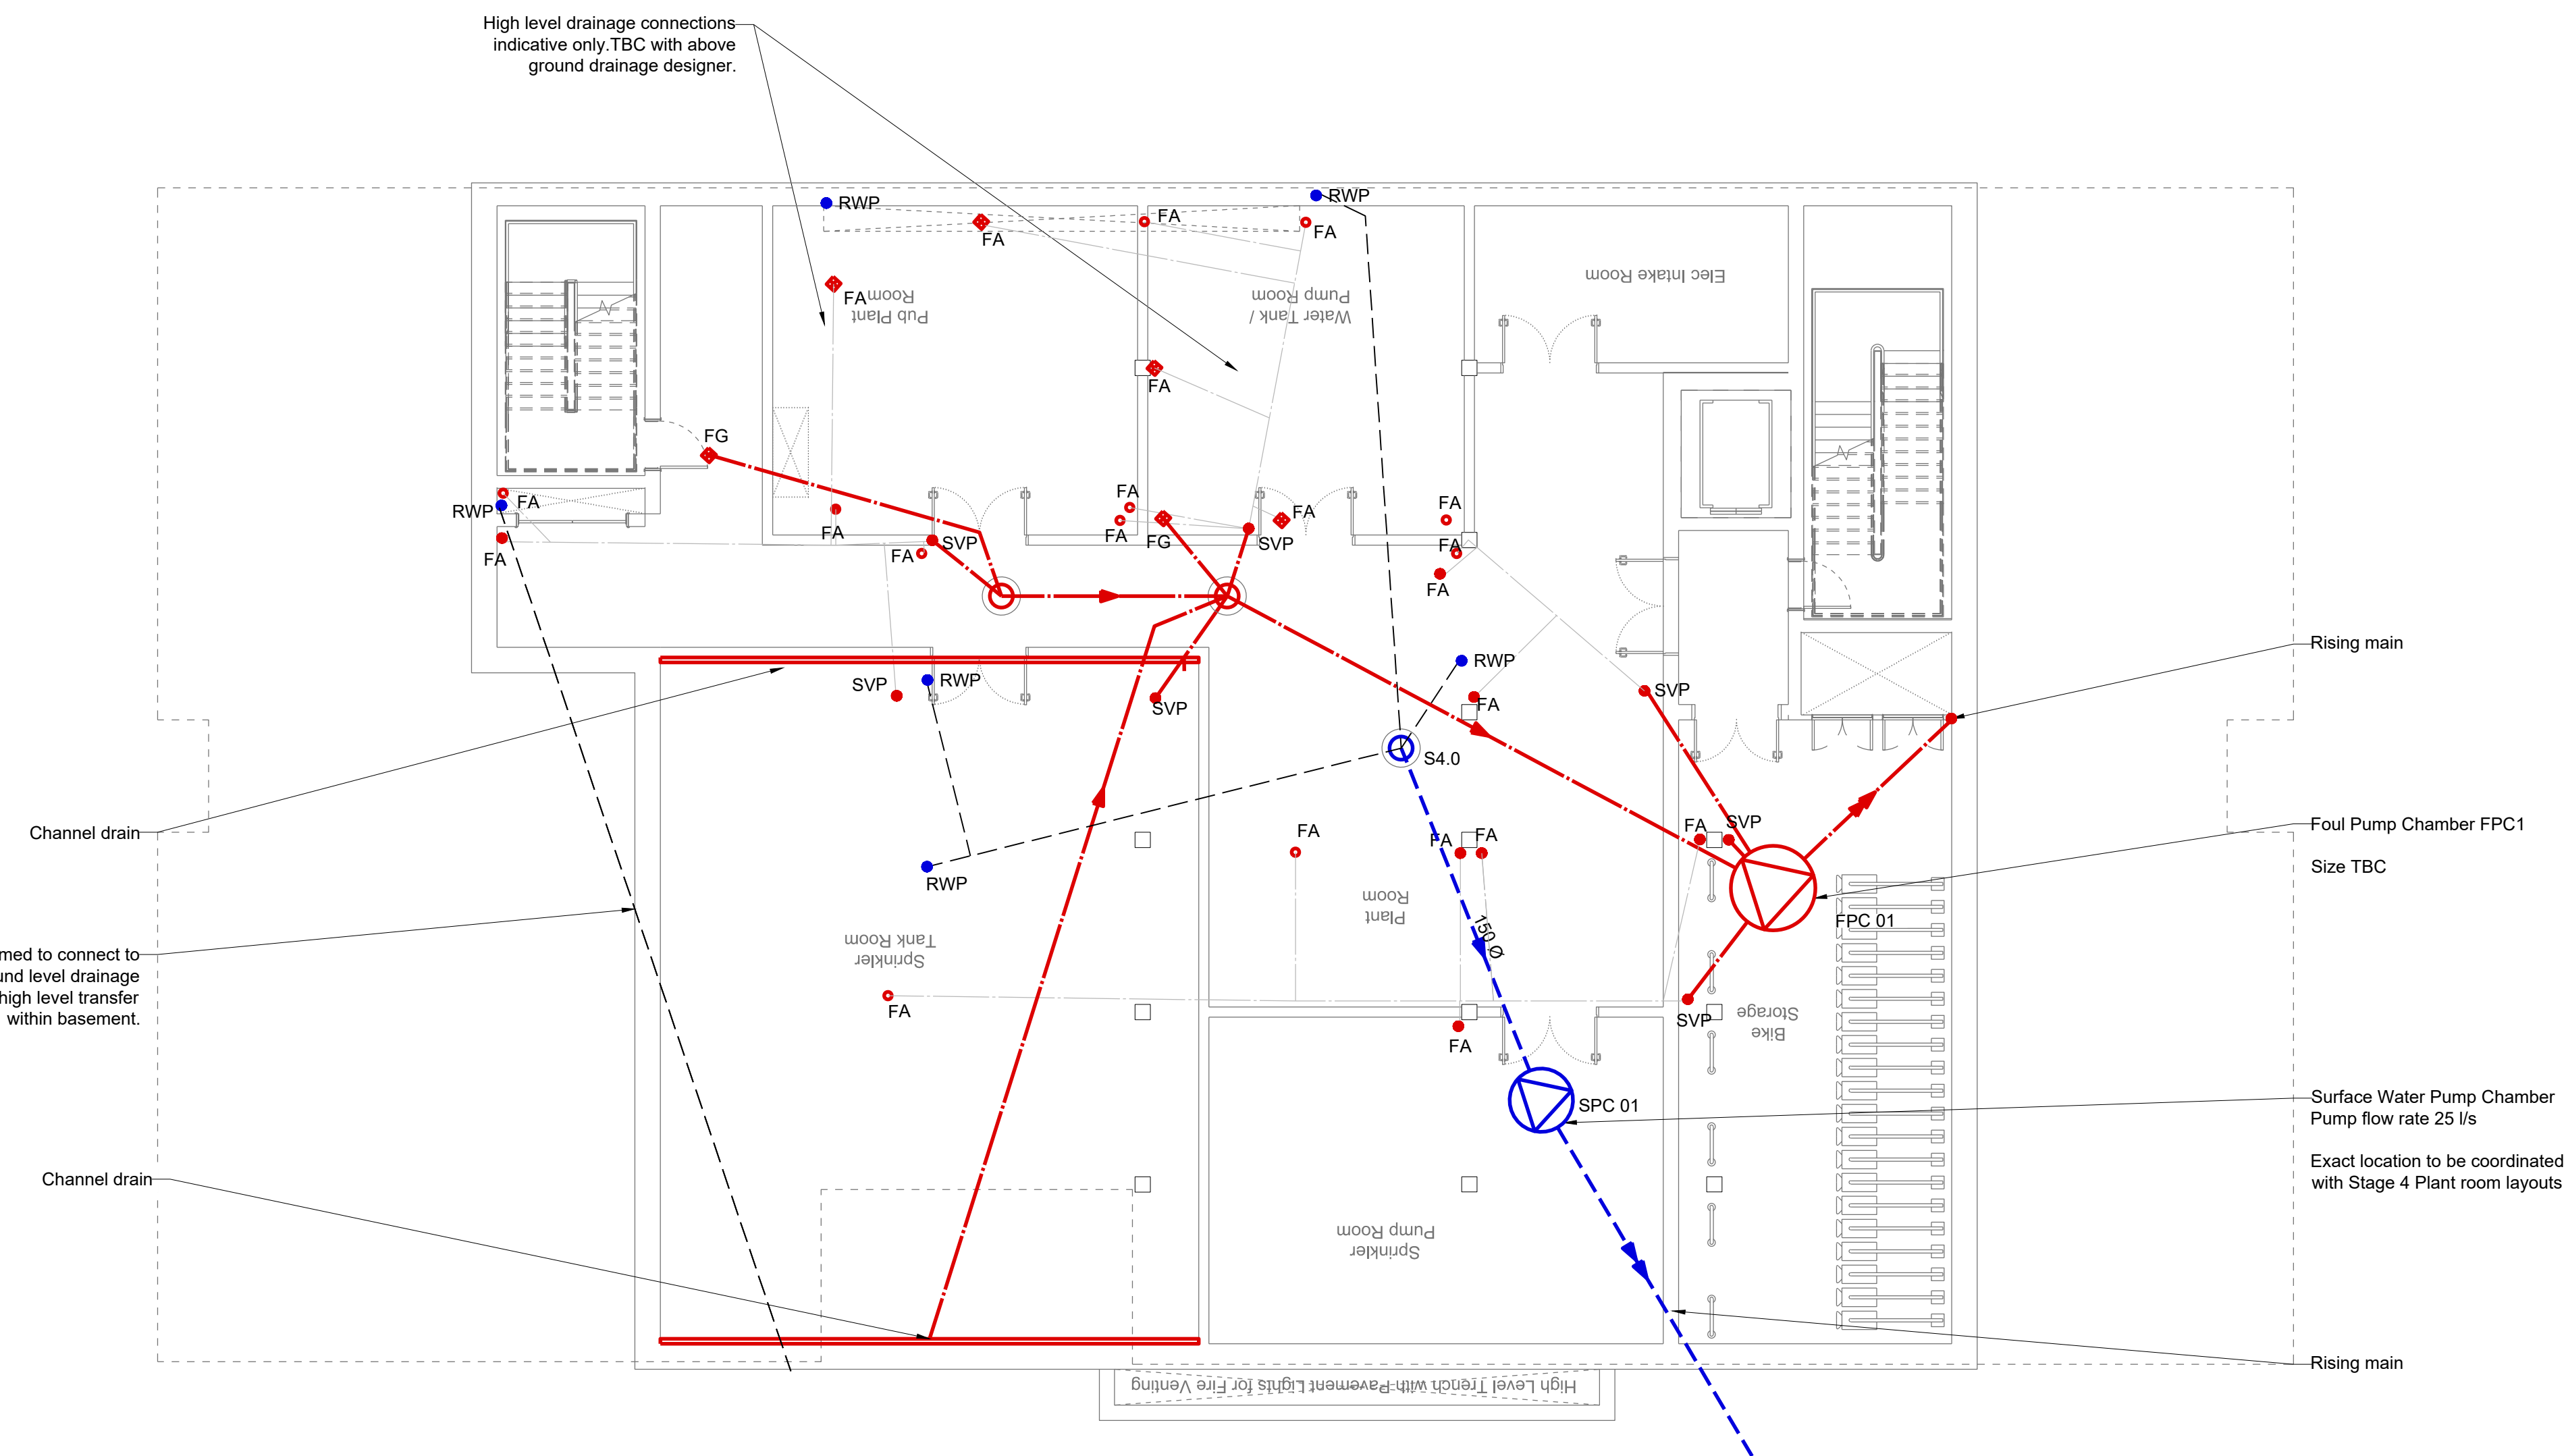 High level drainage connections
indicative only.TBC with above
ground drainage designer.
RWP
RWP
FA
FA
FA
FA
Pub Plant
Room
Water Tank /
Pump Room
Elec Intake Room
FA
FG
FA
RWP
FA
FA
FA
SVP
FA
FA
FG
SVP
FA
FA
FA
FA
Rising main
RWP
SVP
RWP
SVP
FA
SVP
S4.0
Channel drain
RWP
FA
FA
FA
FA
SVP
Foul Pump Chamber FPC1
Size TBC
FPC 01
Plant
Room
150 Ø
Sprinkler
Tank Room
med to connect to
und level drainage
high level transfer
within basement.
FA
SVP
Bike
Storage
FA
SPC 01
Surface Water Pump Chamber
Pump flow rate 25 l/s
Exact location to be coordinated
with Stage 4 Plant room layouts
Channel drain
Sprinkler
Pump Room
Rising main
High Level Trench with Pavement Lights for Fire Venting